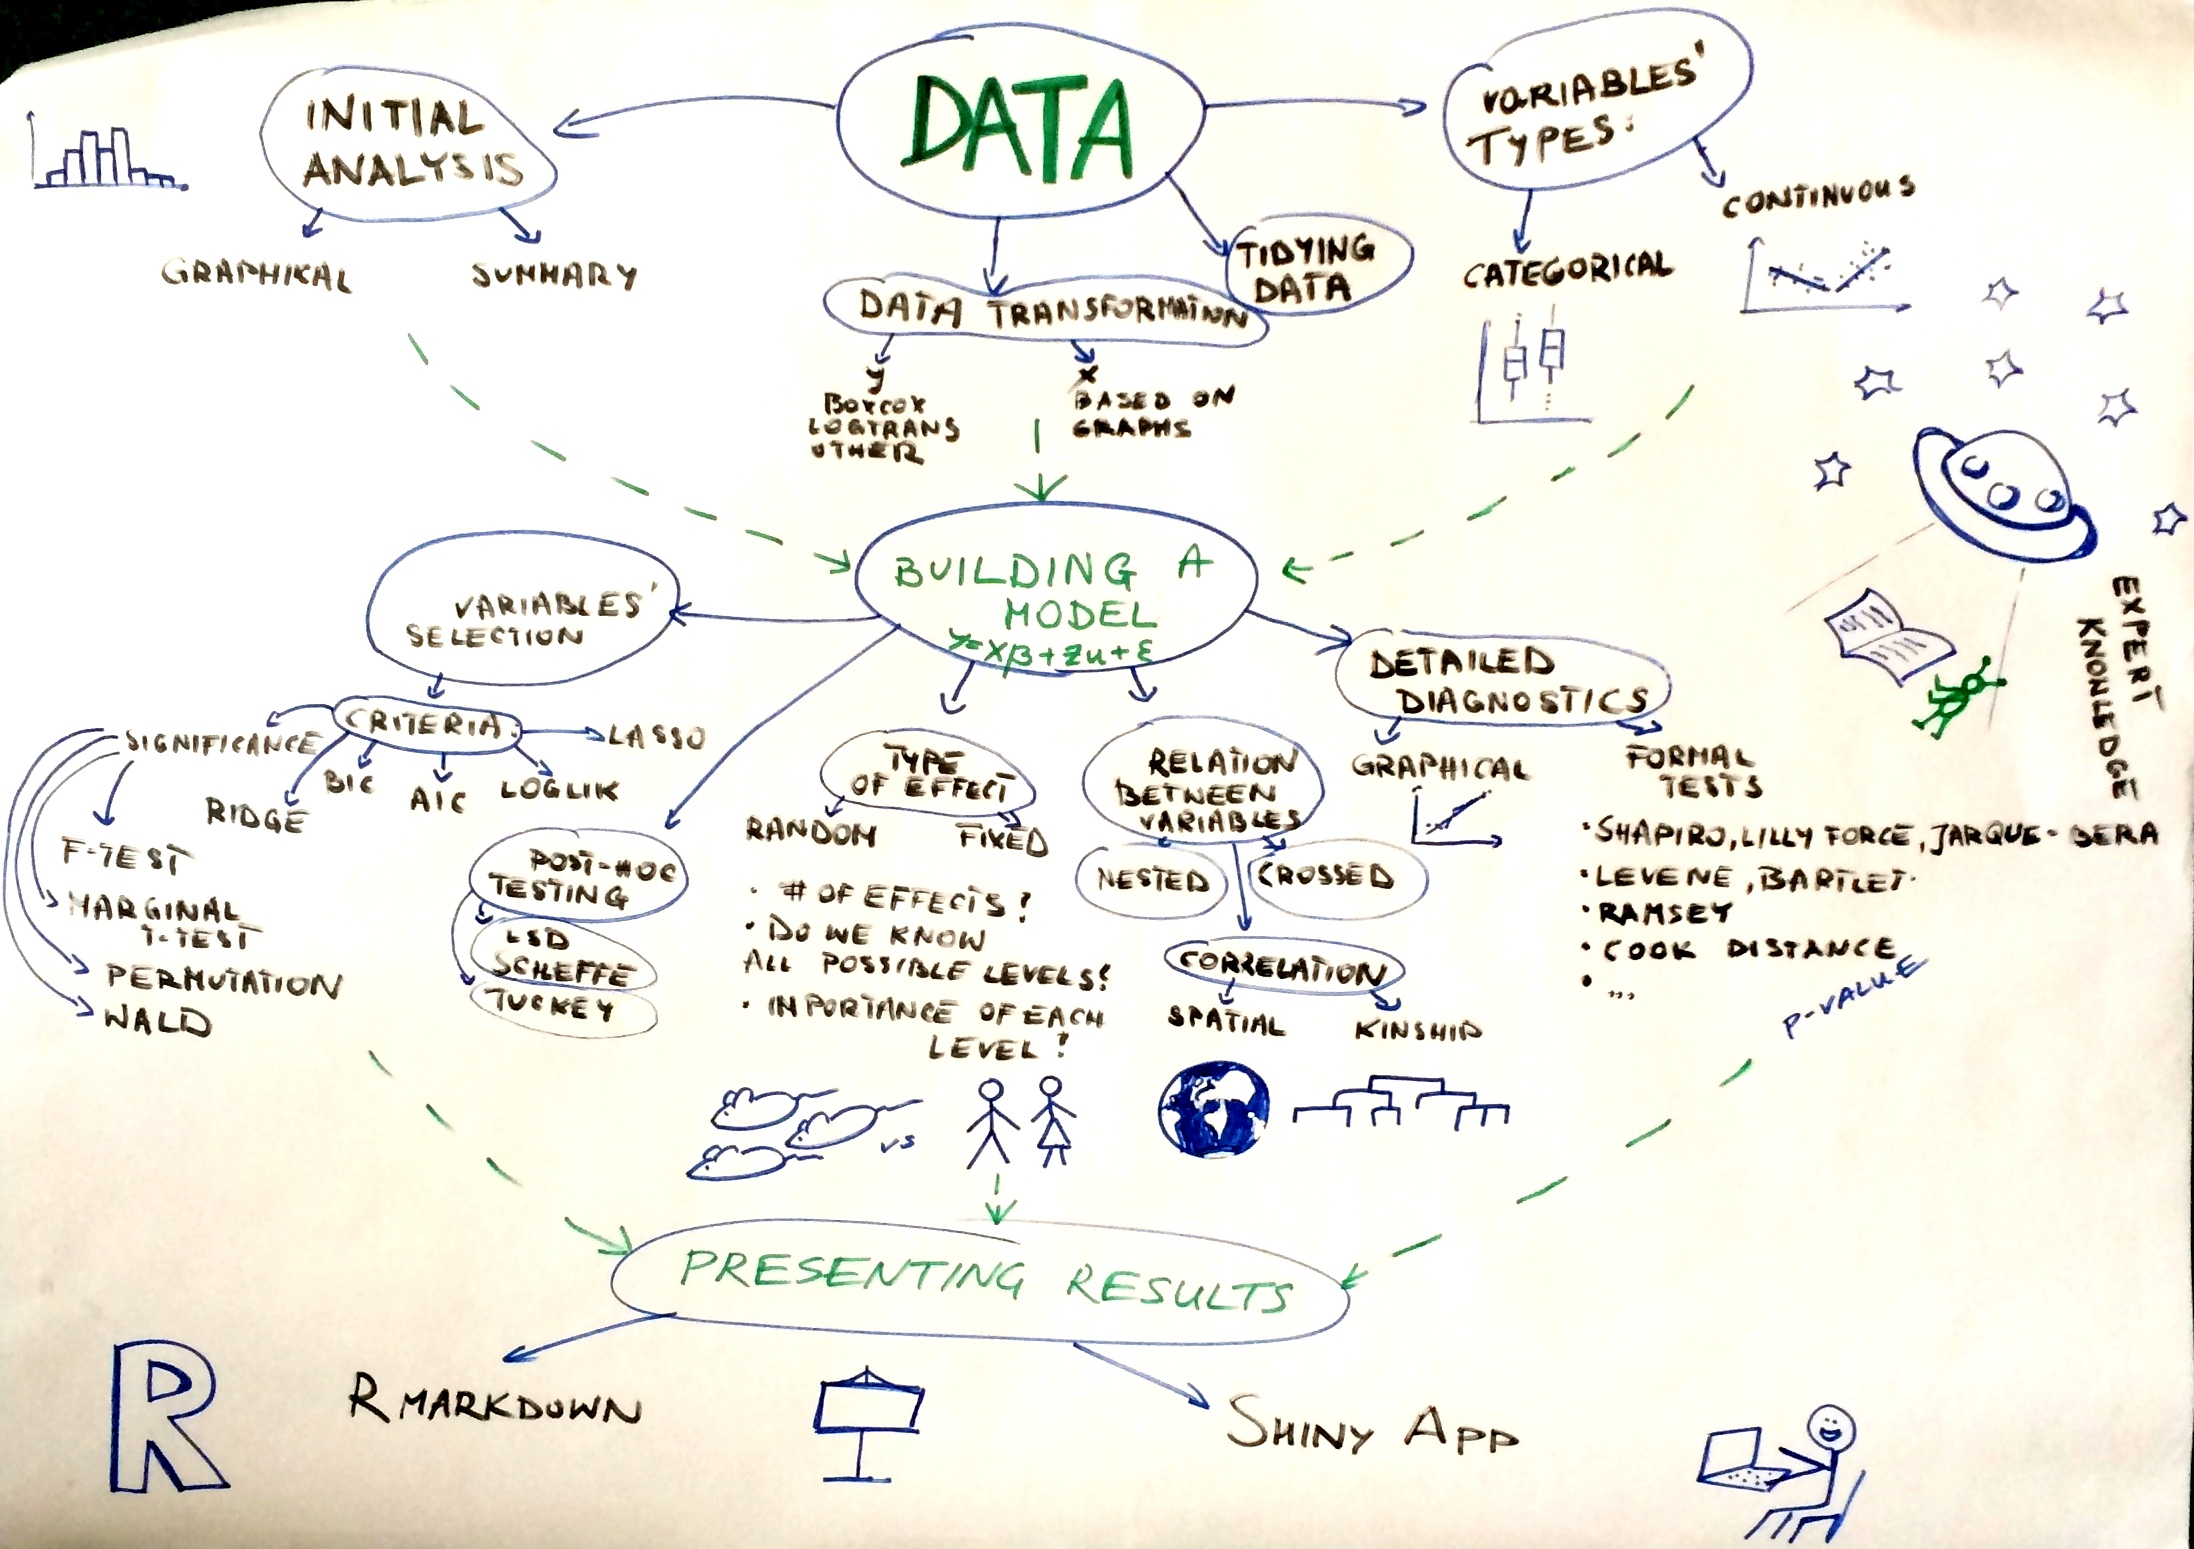 DATA
INITIAL
ANALYSIS
GRAPHICAL
SUMMARY
VARIABLES'
TYPES:
CONTINUOUS
CATEGORICAL
TIDYING
DATA
DATA TRANSFORMATION
y
BOXCOX
LOGTRANS
OTHER
x
BASED ON
GRAPHS
BUILDING A
MODEL
y=xβ+zu+ε
EXPERT
KNONLEDGE
VARIABLES'
SELECTION
CRITERIA:
SIGNIFICANCE
RIDGE
BIC
AIC
LOGLIK
LASSO
F-TEST
MARGINAL
T-TEST
PERMUTATION
WALD
POST-HOC
TESTING
LSD
SCHEFFE
TUCKEY
TYPE
OF EFFECT
RANDOM
FIXED
• # OF EFFECTS?
• DO WE KNOW
ALL POSSIBLE LEVELS?
• IMPORTANCE OF EACH
LEVEL?
vs
RELATION
BETWEEN
VARIABLES
NESTED
CROSSED
CORRELATION
SPATIAL
KINSHIP
DETAILED
DIAGNOSTICS
GRAPHICAL
FORMAL
TESTS
• SHAPIRO, LILLY FORCE, JARQUE-BERA
• LEVENE, BARTLET
• RAMSEY
• COOK DISTANCE
• ...
P-VALUE
PRESENTING RESULTS
R
R MARKDOWN
SHINY APP